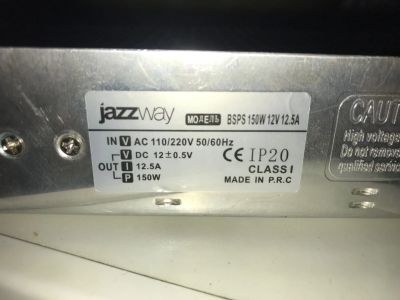 jazzway МОДЕЛЬ BSPS 150W 12V 12.5A
IN V AC 110/220V 50/60Hz
V DC 12±0.5V
OUT I 12.5A
P 150W
CE IP20
CLASS I
MADE IN P.R.C
CAUT
High voltage
Do not remov
qualified servic